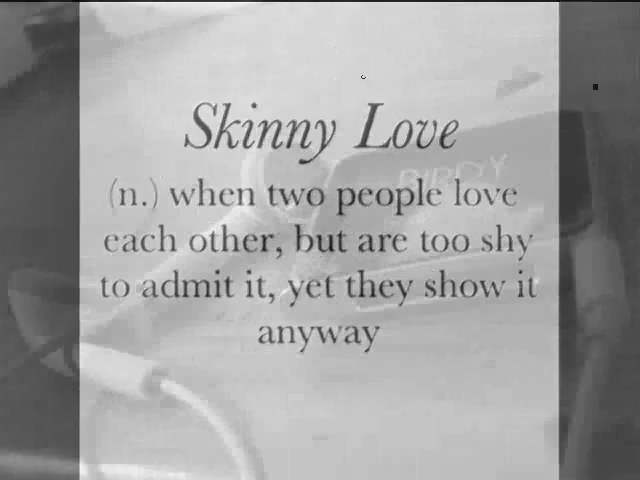 Skinny Love
BIRDY
(n.) when two people love
each other, but are too shy
to admit it, yet they show it
anyway